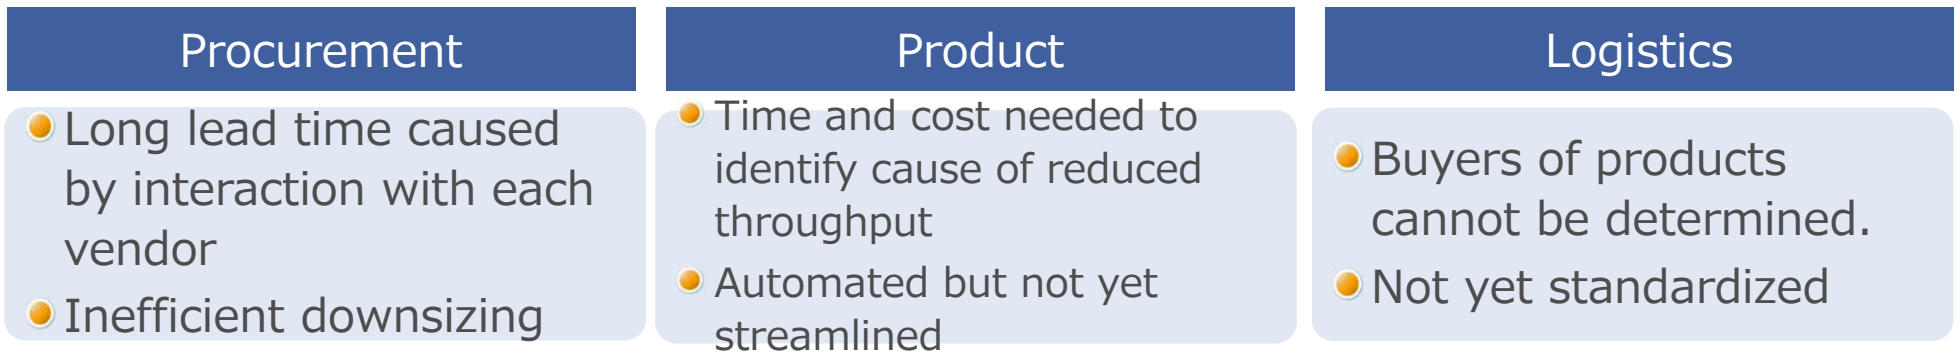 Procurement
Long lead time caused
by interaction with each
vendor
Inefficient downsizing
Product
Time and cost needed to
identify cause of reduced
throughput
Automated but not yet
streamlined
Logistics
Buyers of products
cannot be determined.
Not yet standardized